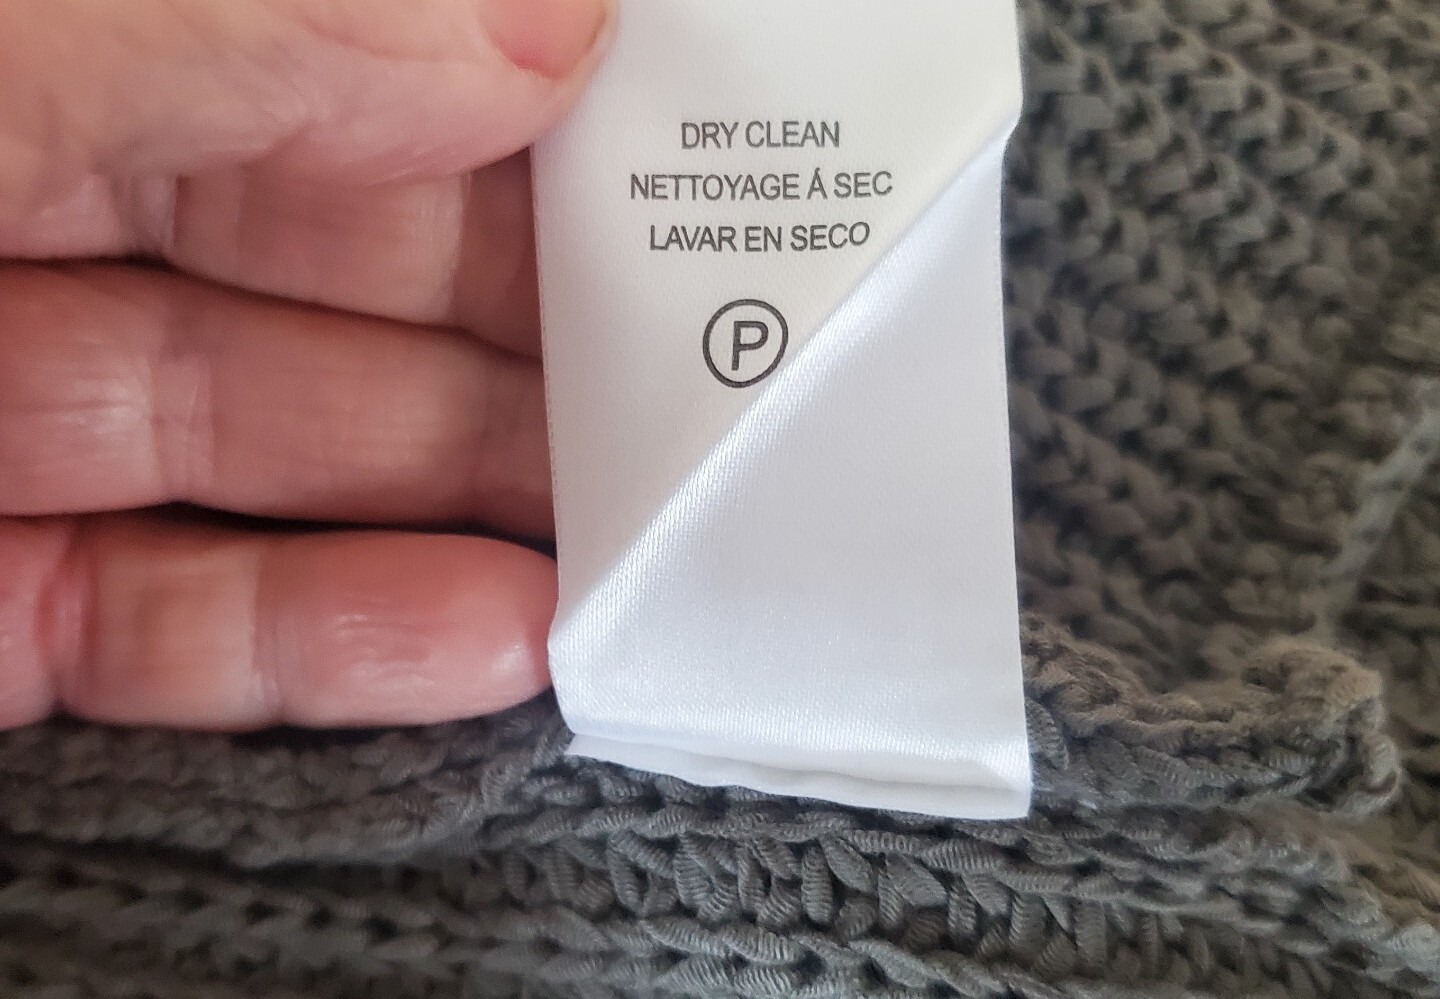 DRY CLEAN
NETTOYAGE Á SEC
LAVAR EN SECO
P